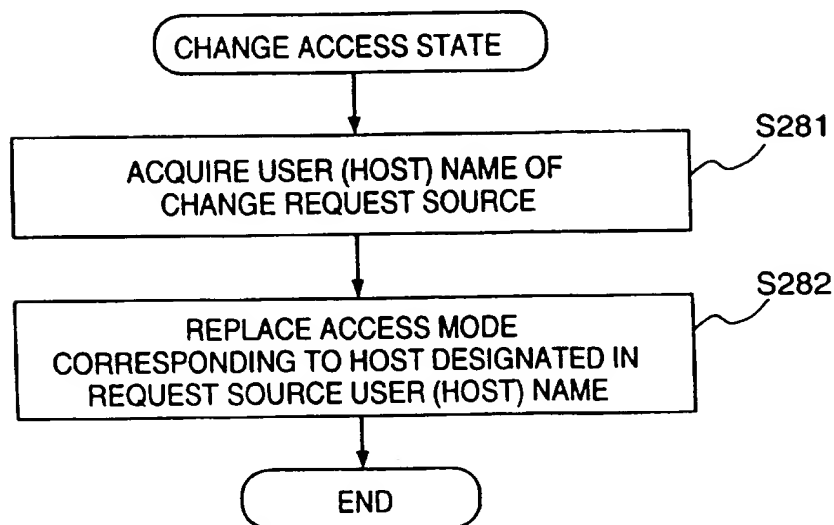 CHANGE ACCESS STATE
S281
ACQUIRE USER (HOST) NAME OF
CHANGE REQUEST SOURCE
S282
REPLACE ACCESS MODE
CORRESPONDING TO HOST DESIGNATED IN
REQUEST SOURCE USER (HOST) NAME
END